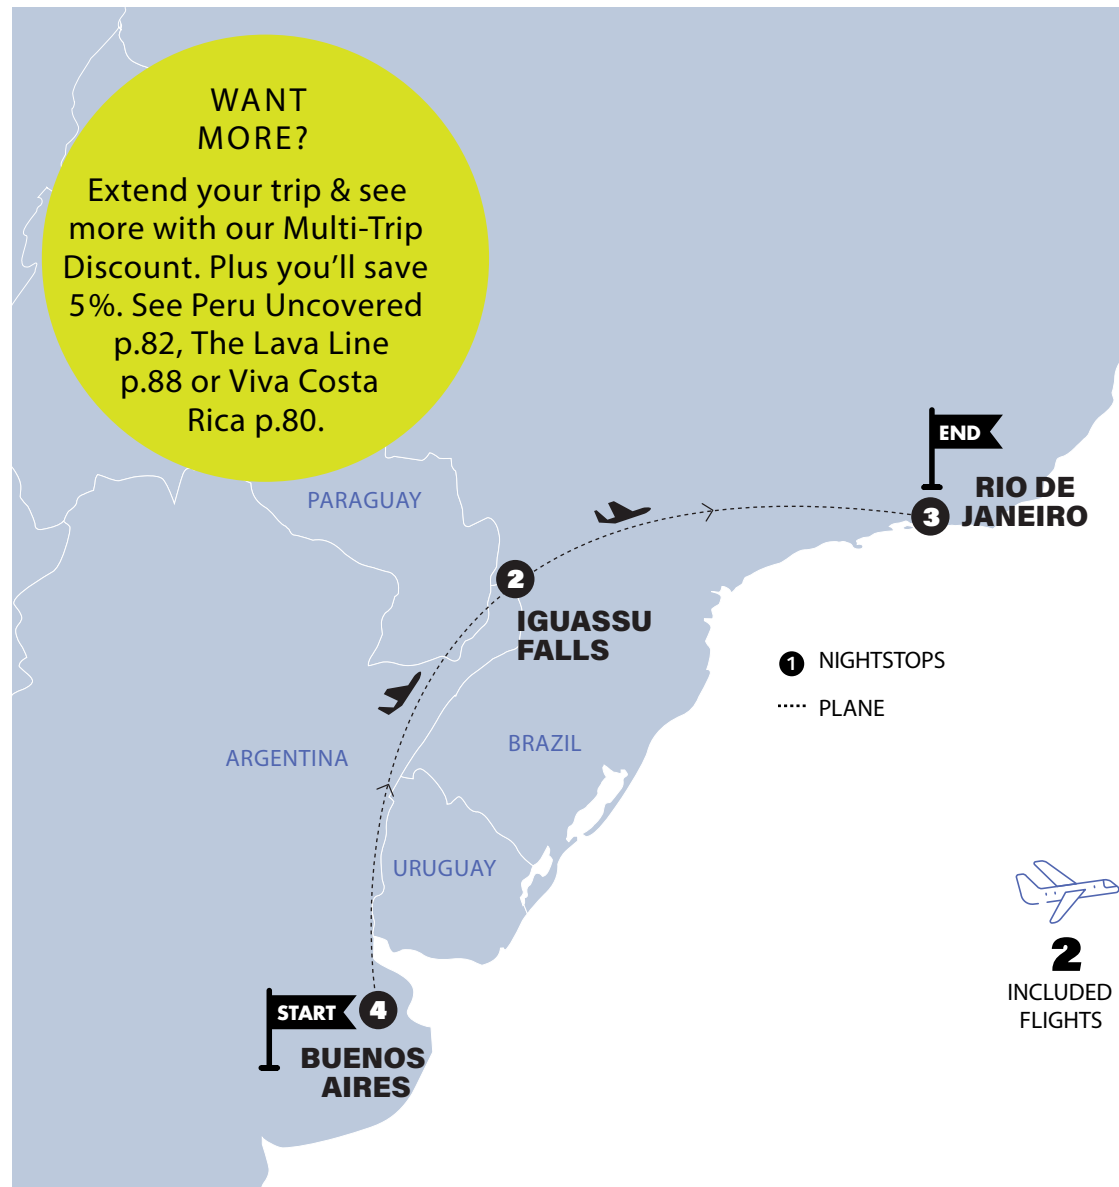 WANT
MORE?
Extend your trip & see
more with our Multi-Trip
Discount. Plus you’ll save
5%. See Peru Uncovered
p.82, The Lava Line
p.88 or Viva Costa
Rica p.80.
END
RIO DE
JANEIRO
3
PARAGUAY
2
IGUASSU
FALLS
1 NIGHTSTOPS
PLANE
ARGENTINA
BRAZIL
URUGUAY
2
INCLUDED
FLIGHTS
START
4
BUENOS
AIRES